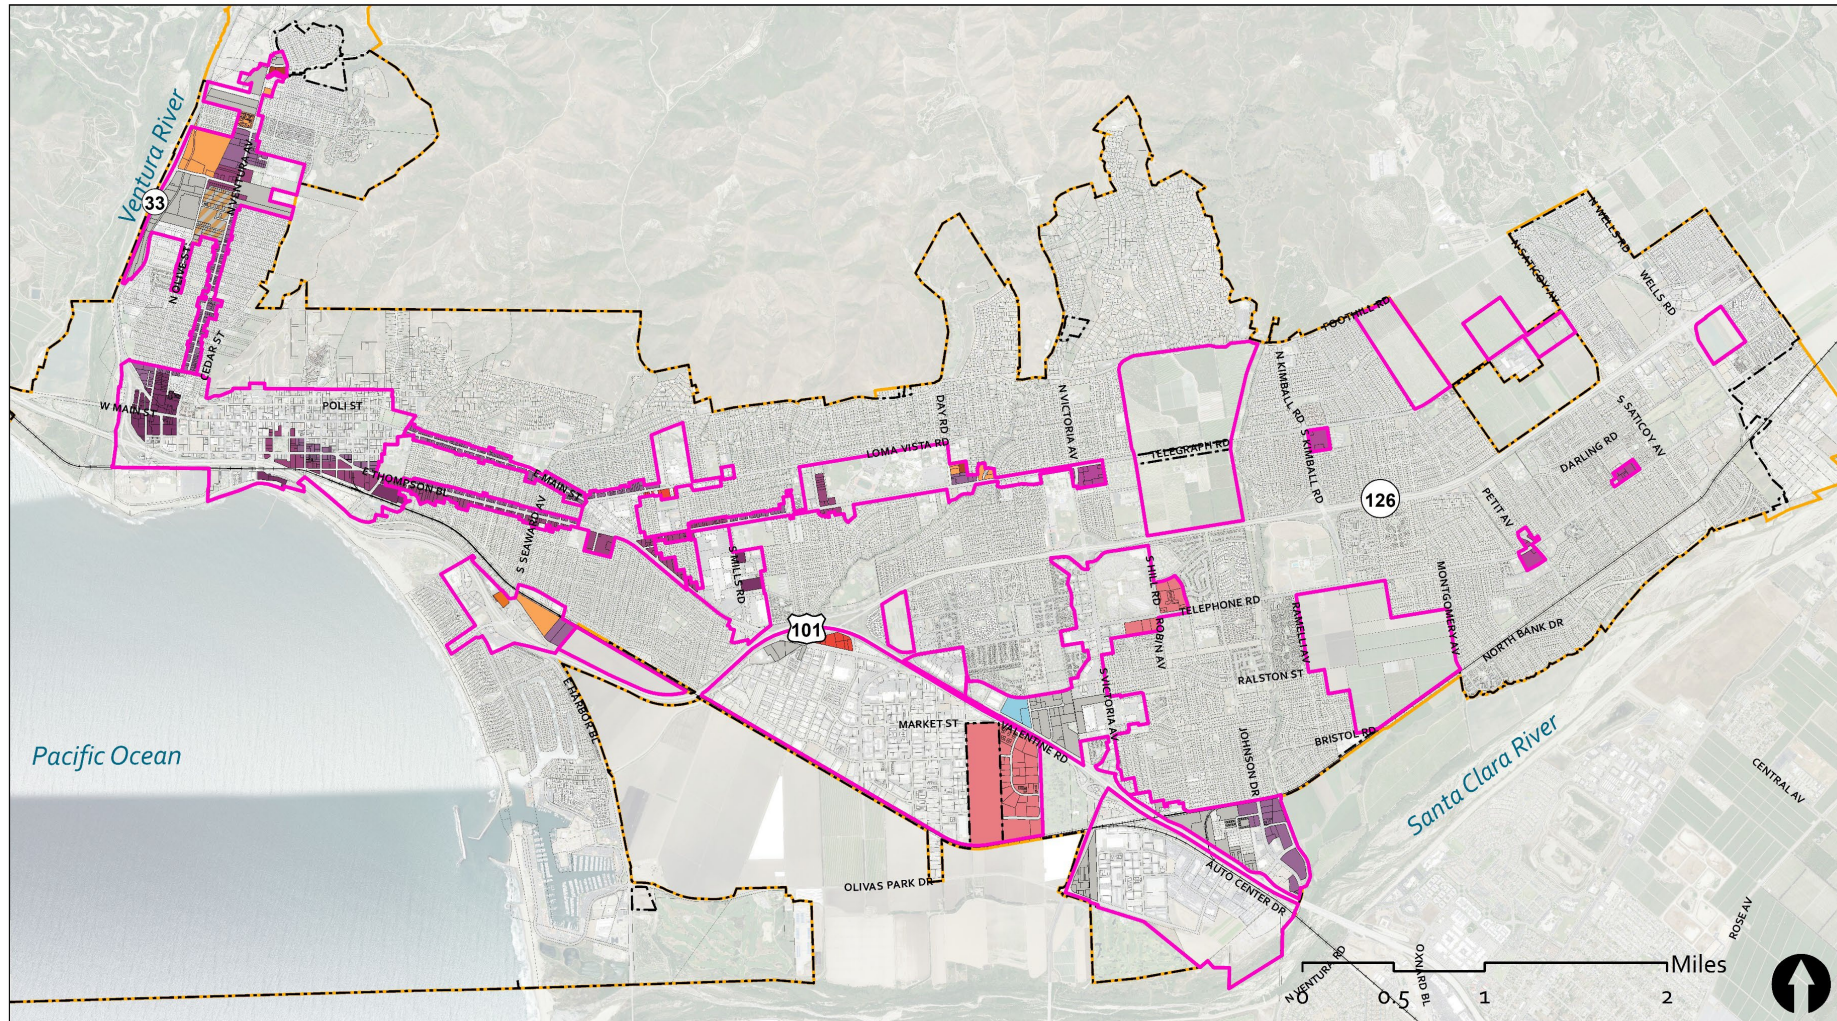 Ventura River
33
N VENTURA AV
N OLIVE ST
CEDAR ST
W MAIN ST
POLI ST
E THOMPSON BL
E MAIN ST
S SEAWARD AV
S MILLS RD
LOMA VISTA RD
DAY RD
N VICTORIA AV
TELEGRAPH RD
N KIMBALL RD
S KIMBALL RD
FOOTHILL RD
N SATICOY AV
N WELLS RD
WELLS RD
S SATICOY AV
DARLING RD
PETIT AV
126
101
S HILL RD
TELEPHONE RD
ROBIN AV
RAMELLI AV
MONTGOMERY AV
NORTH BANK DR
RALSTON ST
S VICTORIA AV
BRISTOL RD
JOHNSON DR
MARKET ST
VALENTINE RD
E HARBOR BL
Pacific Ocean
Santa Clara River
CENTRAL AV
OLIVAS PARK DR
AUTO CENTER DR
ROSE AV
N VENTURA RD
OXNARD BL
Miles
0 0.5 1 2